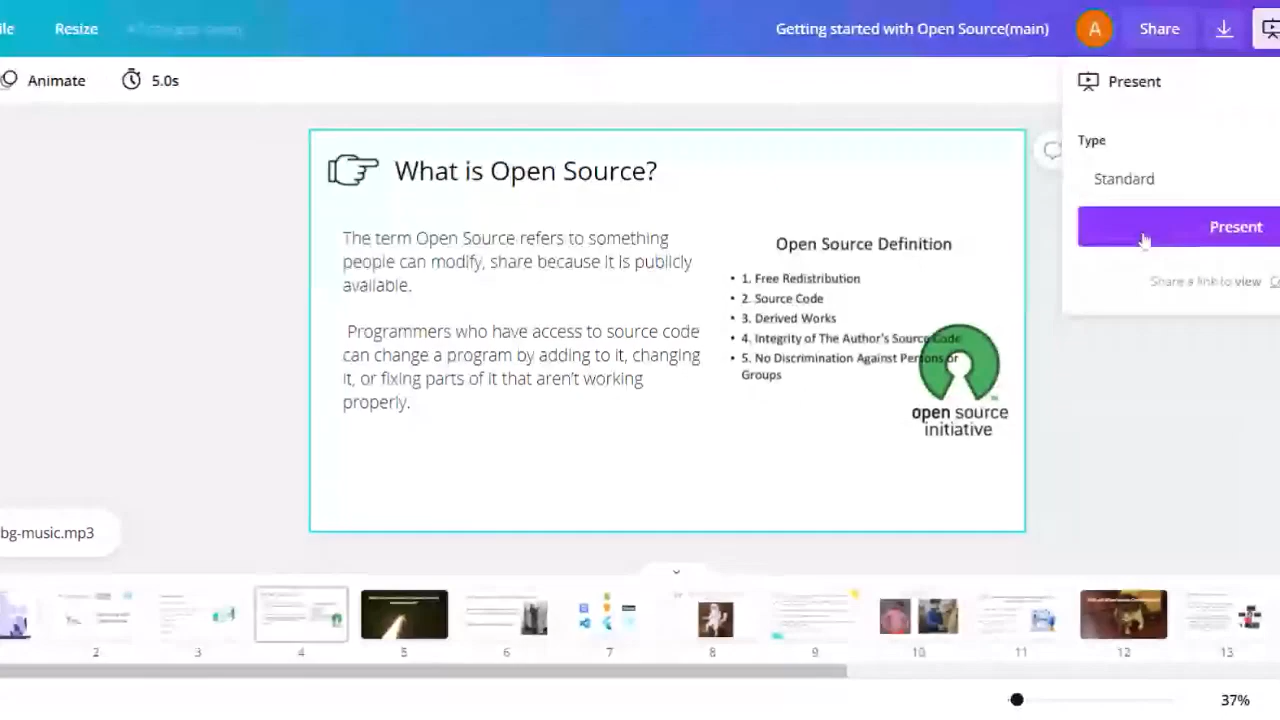 ile
Resize
Getting started with Open Source(main)
A
Share
Animate
5.0s
Present
Type
Standard
Present
Share a link to view
What is Open Source?
The term Open Source refers to something
people can modify, share because it is publicly
available.
Programmers who have access to source code
can change a program by adding to it, changing
it, or fixing parts of it that aren't working
properly.
Open Source Definition
• 1. Free Redistribution
• 2. Source Code
• 3. Derived Works
• 4. Integrity of The Author's Source Code
• 5. No Discrimination Against Persons or
Groups
open source
initiative
bg-music.mp3
2
3
4
5
6
7
8
9
10
11
12
13
37%